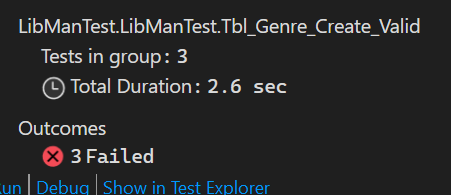 LibManTest.LibManTest.Tbl_Genre_Create_Valid
Tests in group: 3
Total Duration: 2.6 sec
Outcomes
3 Failed
un | Debug | Show in Test Explorer